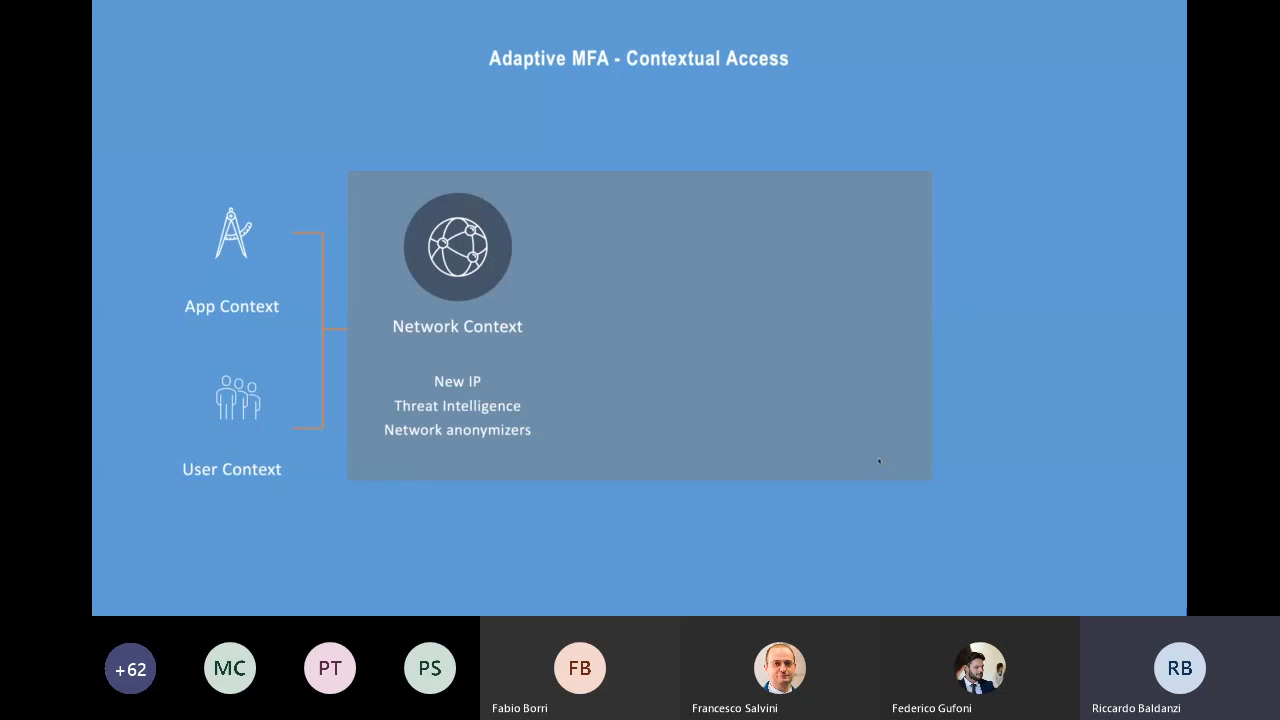 Adaptive MFA - Contextual Access
App Context
User Context
Network Context
New IP
Threat Intelligence
Network anonymizers
+62
MC
PT
PS
FB
Fabio Borri
Francesco Salvini
Federico Gufoni
RB
Riccardo Baldanzi